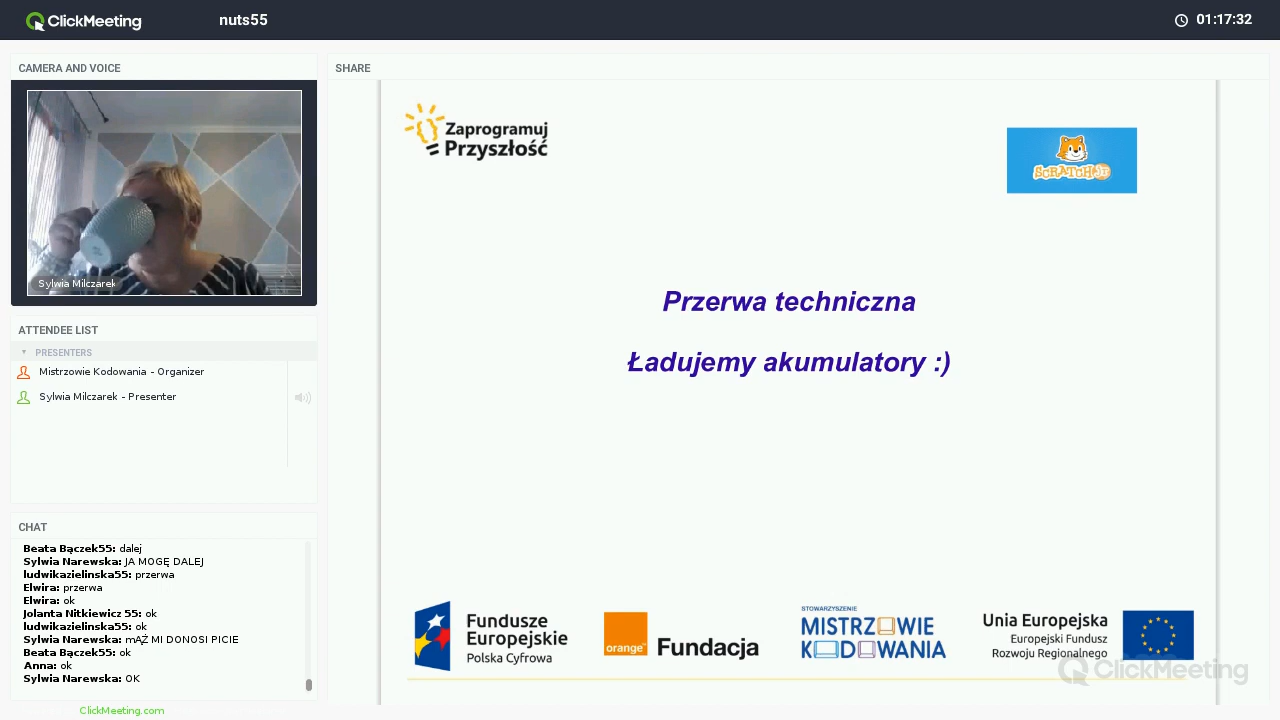 ClickMeeting
nuts55
01:17:32
CAMERA AND VOICE
Sylwia Milczarek
ATTENDEE LIST
PRESENTERS
Mistrzowie Kodowania - Organizer
Sylwia Milczarek - Presenter
CHAT
Beata Bączek55: dalej
Sylwia Narewska: JA MOGĘ DALEJ
ludwikazielinska55: przerwa
Elwira: przerwa
Elwira: ok
Jolanta Nitkiewicz 55: ok
ludwikazielinska55: ok
Sylwia Narewska: mĄŻ MI DONOSI PICIE
Beata Bączek55: ok
Anna: ok
Sylwia Narewska: OK
ClickMeeting.com
SHARE
Zaprogramuj
Przyszłość
SCRATCH Jr
Przerwa techniczna
Ładujemy akumulatory :)
Fundusze
Europejskie
Polska Cyfrowa
orange
Fundacja
STOWARZYSZENIE
MISTRZOWIE
KODOWANIA
Unia Europejska
Europejski Fundusz
Rozwoju Regionalnego
ClickMeeting